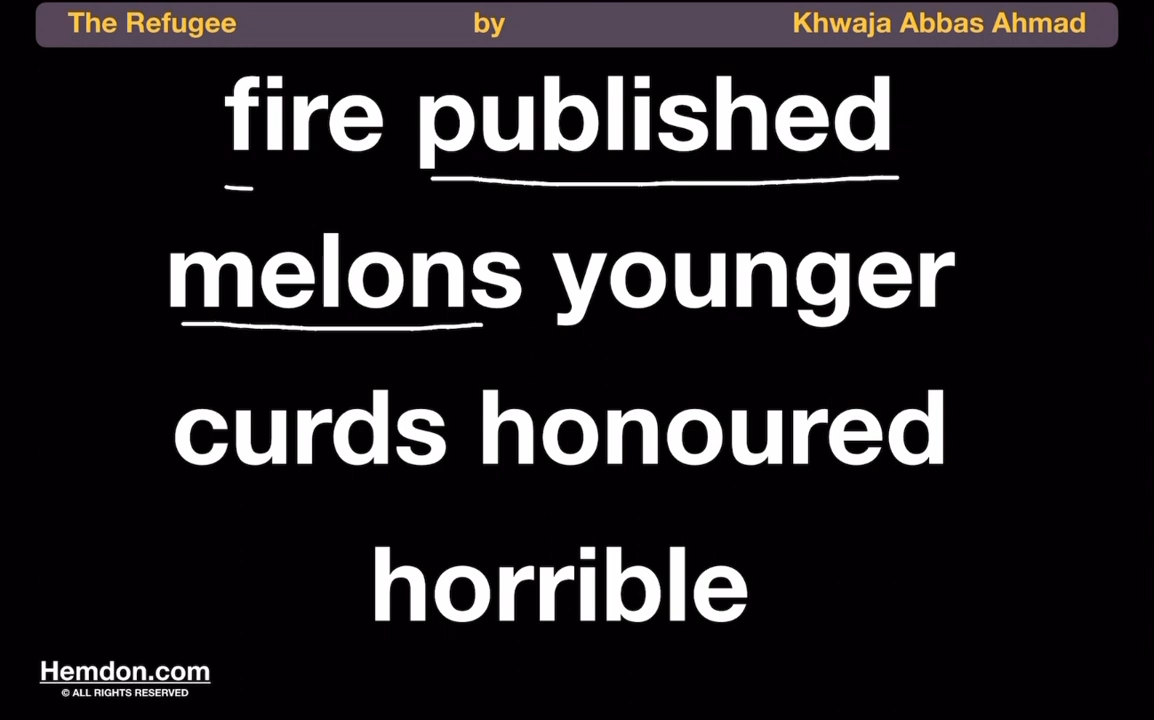 The Refugee by Khwaja Abbas Ahmad
fire published
melons younger
curds honoured
horrible
Hemdon.com
© ALL RIGHTS RESERVED